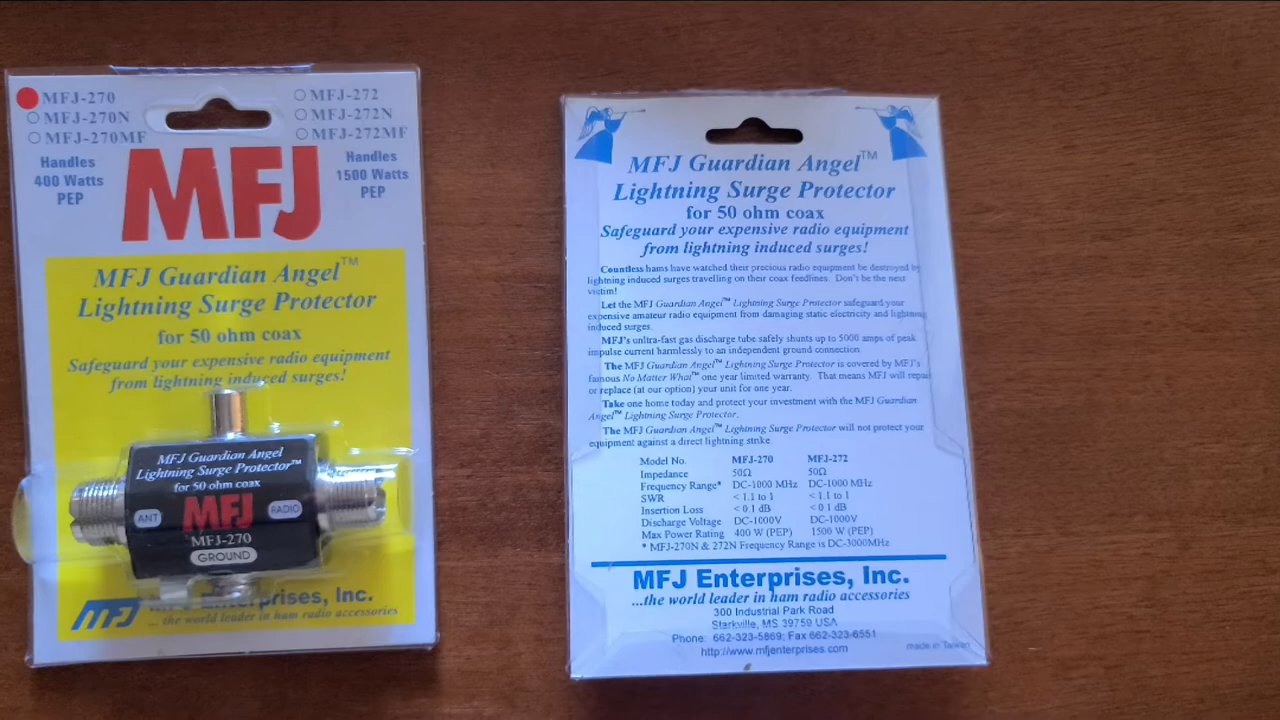 MFJ-270
MFJ-270N
MFJ-270MF
MFJ-272
MFJ-272N
MFJ-272MF
Handles
400 Watts
PEP
Handles
1500 Watts
PEP
MFJ
MFJ Guardian Angel™
Lightning Surge Protector
for 50 ohm coax
Safeguard your expensive radio equipment
from lightning induced surges!
MFJ Guardian Angel
Lightning Surge Protector™
for 50 ohm coax
MFJ
ANT
RADIO
MFJ-270
GROUND
MFJ
MFJ Enterprises, Inc.
... the world leader in ham radio accessories
MFJ Guardian Angel™
Lightning Surge Protector
for 50 ohm coax
Safeguard your expensive radio equipment
from lightning induced surges!
Countless hams have watched their precious radio equipment be destroyed by
lightning induced surges travelling on their coax feedlines. Don't be the next
victim!
Let the MFJ Guardian Angel™ Lightning Surge Protector safeguard your
expensive amateur radio equipment from damaging static electricity and lightning
induced surges.
MFJ's unltra-fast gas discharge tube safely shunts up to 5000 amps of peak
impulse current harmlessly to an independent ground connection.
The MFJ Guardian Angel™ Lightning Surge Protector is covered by MFJ's
famous No Matter What™ one year limited warranty. That means MFJ will repair
or replace (at our option) your unit for one year.
Take one home today and protect your investment with the MFJ Guardian
Angel™ Lightning Surge Protector.
The MFJ Guardian Angel™ Lightning Surge Protector will not protect your
equipment against a direct lightning strike
Model No. MFJ-270 MFJ-272
Impedance 50Ω 50Ω
Frequency Range* DC-1000 MHz DC-1000 MHz
SWR < 1.1 to 1 < 1.1 to 1
Insertion Loss < 0.1 dB < 0.1 dB
Discharge Voltage DC-1000V DC-1000V
Max Power Rating 400 W (PEP) 1500 W (PEP)
* MFJ-270N & 272N Frequency Range is DC-3000MHz
MFJ Enterprises, Inc.
...the world leader in ham radio accessories
300 Industrial Park Road
Starkville, MS 39759 USA
Phone: 662-323-5869; Fax 662-323-6551
http://www.mfjenterprises.com
made in Taiwan